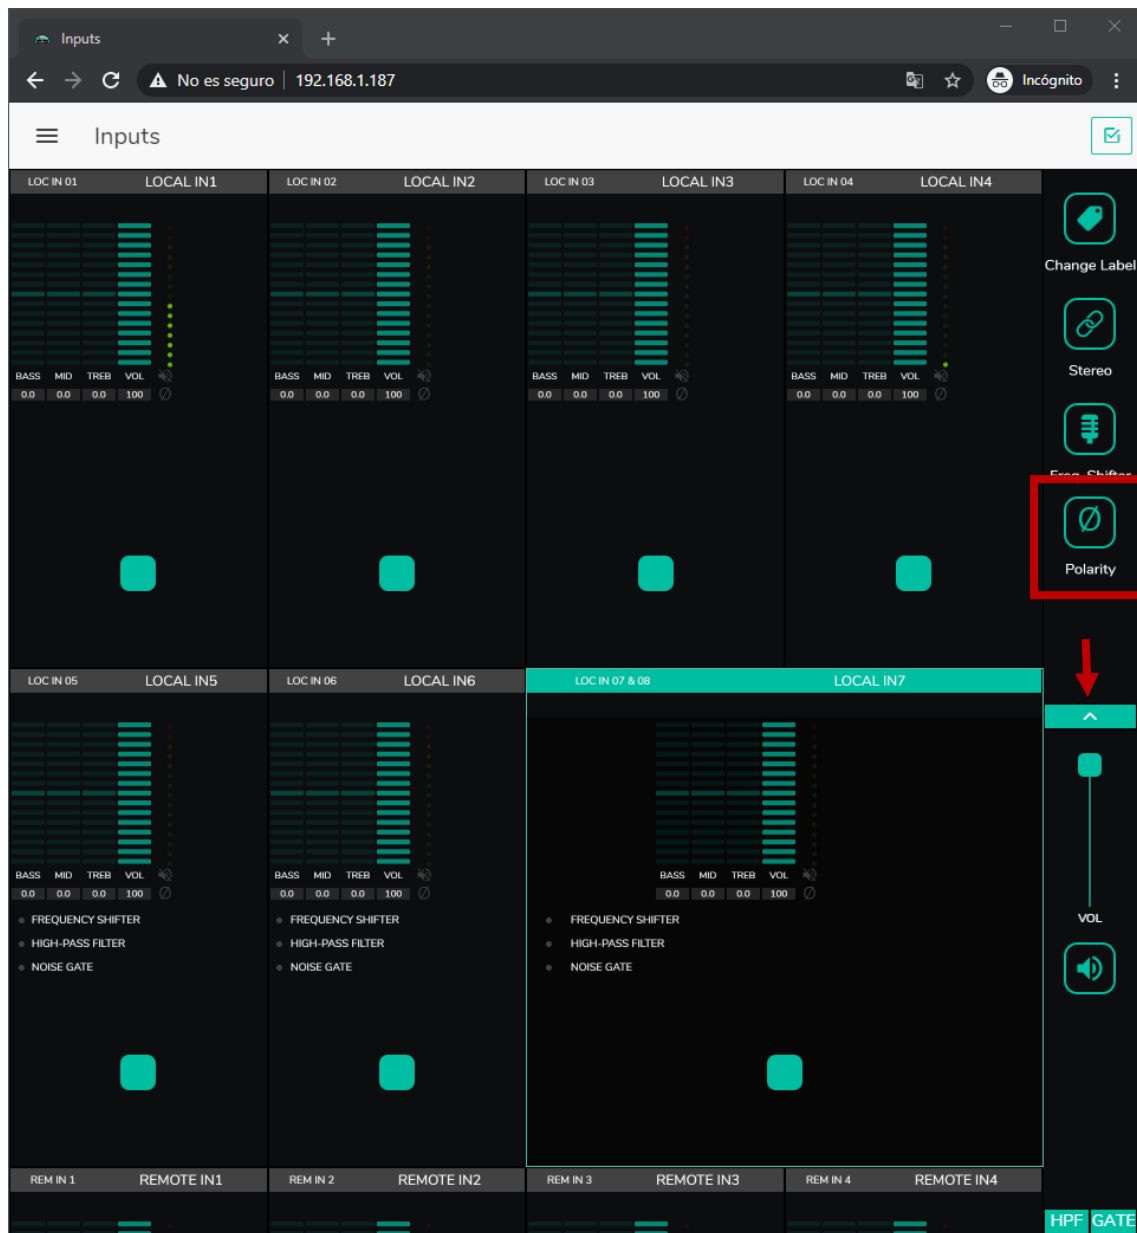 Inputs
No es seguro | 192.168.1.187
Incógnito
Inputs
LOC IN 01 LOCAL IN1
LOC IN 02 LOCAL IN2
LOC IN 03 LOCAL IN3
LOC IN 04 LOCAL IN4
BASS MID TREB VOL
0.0 0.0 0.0 100
BASS MID TREB VOL
0.0 0.0 0.0 100
BASS MID TREB VOL
0.0 0.0 0.0 100
BASS MID TREB VOL
0.0 0.0 0.0 100
Change Label
Stereo
Freq. Shifter
Polarity
LOC IN 05 LOCAL IN5
LOC IN 06 LOCAL IN6
LOC IN 07 & 08 LOCAL IN7
BASS MID TREB VOL
0.0 0.0 0.0 100
FREQUENCY SHIFTER
HIGH-PASS FILTER
NOISE GATE
BASS MID TREB VOL
0.0 0.0 0.0 100
FREQUENCY SHIFTER
HIGH-PASS FILTER
NOISE GATE
BASS MID TREB VOL
0.0 0.0 0.0 100
FREQUENCY SHIFTER
HIGH-PASS FILTER
NOISE GATE
VOL
REM IN 1 REMOTE IN1
REM IN 2 REMOTE IN2
REM IN 3 REMOTE IN3
REM IN 4 REMOTE IN4
HPF GATE